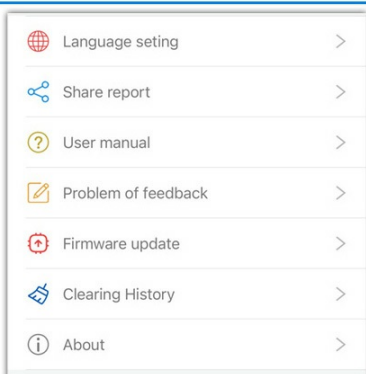 Language seting
Share report
User manual
Problem of feedback
Firmware update
Clearing History
About